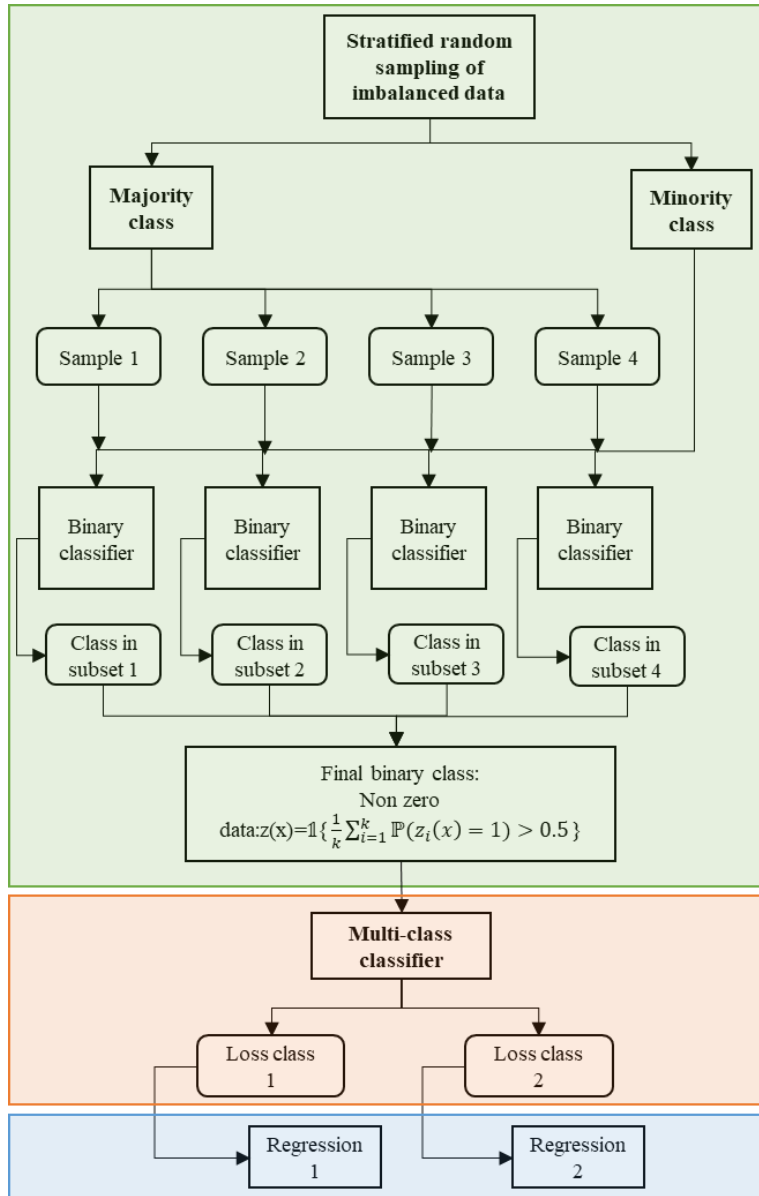 Stratified random
sampling of
imbalanced data
Majority
class
Minority
class
Sample 1
Sample 2
Sample 3
Sample 4
Binary
classifier
Binary
classifier
Binary
classifier
Binary
classifier
Class in
subset 1
Class in
subset 2
Class in
subset 3
Class in
subset 4
Final binary class:
Non zero
data:z(x)=𝟙{$\frac{1}{k}\sum_{i=1}^{k}\mathbb{P}(z_i(x)=1)>0.5$}
Multi-class
classifier
Loss class
1
Loss class
2
Regression
1
Regression
2